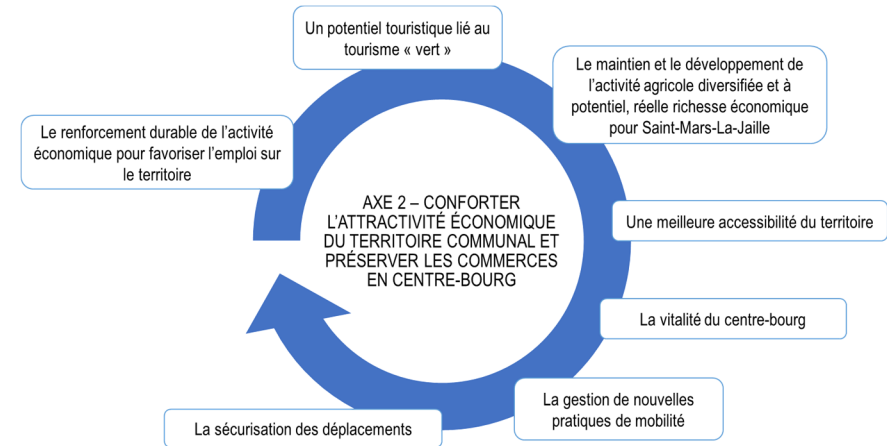 Un potentiel touristique lié au
tourisme « vert »
Le maintien et le développement de
l'activité agricole diversifiée et à
potentiel, réelle richesse économique
pour Saint-Mars-La-Jaille
Le renforcement durable de l'activité
économique pour favoriser l'emploi sur
le territoire
AXE 2 – CONFORTER
L'ATTRACTIVITÉ ÉCONOMIQUE
DU TERRITOIRE COMMUNAL ET
PRÉSERVER LES COMMERCES
EN CENTRE-BOURG
Une meilleure accessibilité du territoire
La vitalité du centre-bourg
La gestion de nouvelles
pratiques de mobilité
La sécurisation des déplacements